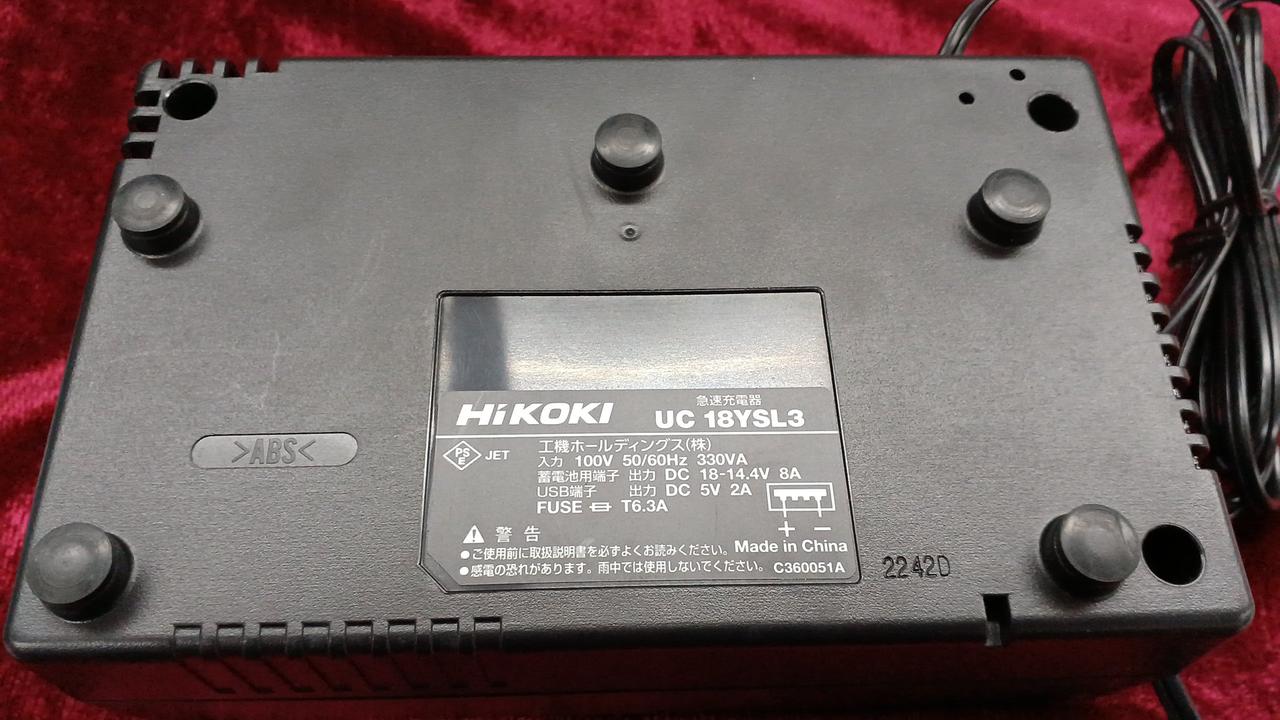 急速充電器
HiKOKI UC 18YSL3
PS E JET 工機ホールディングス(株)
入力 100V 50/60Hz 330VA
蓄電池用端子 出力 DC 18-14.4V 8A
USB端子 出力 DC 5V 2A
FUSE T6.3A
+ −
警告
●ご使用前に取扱説明書を必ずよくお読みください。 Made in China
●感電の恐れがあります。雨中では使用しないでください。 C360051A
>ABS<
2242D